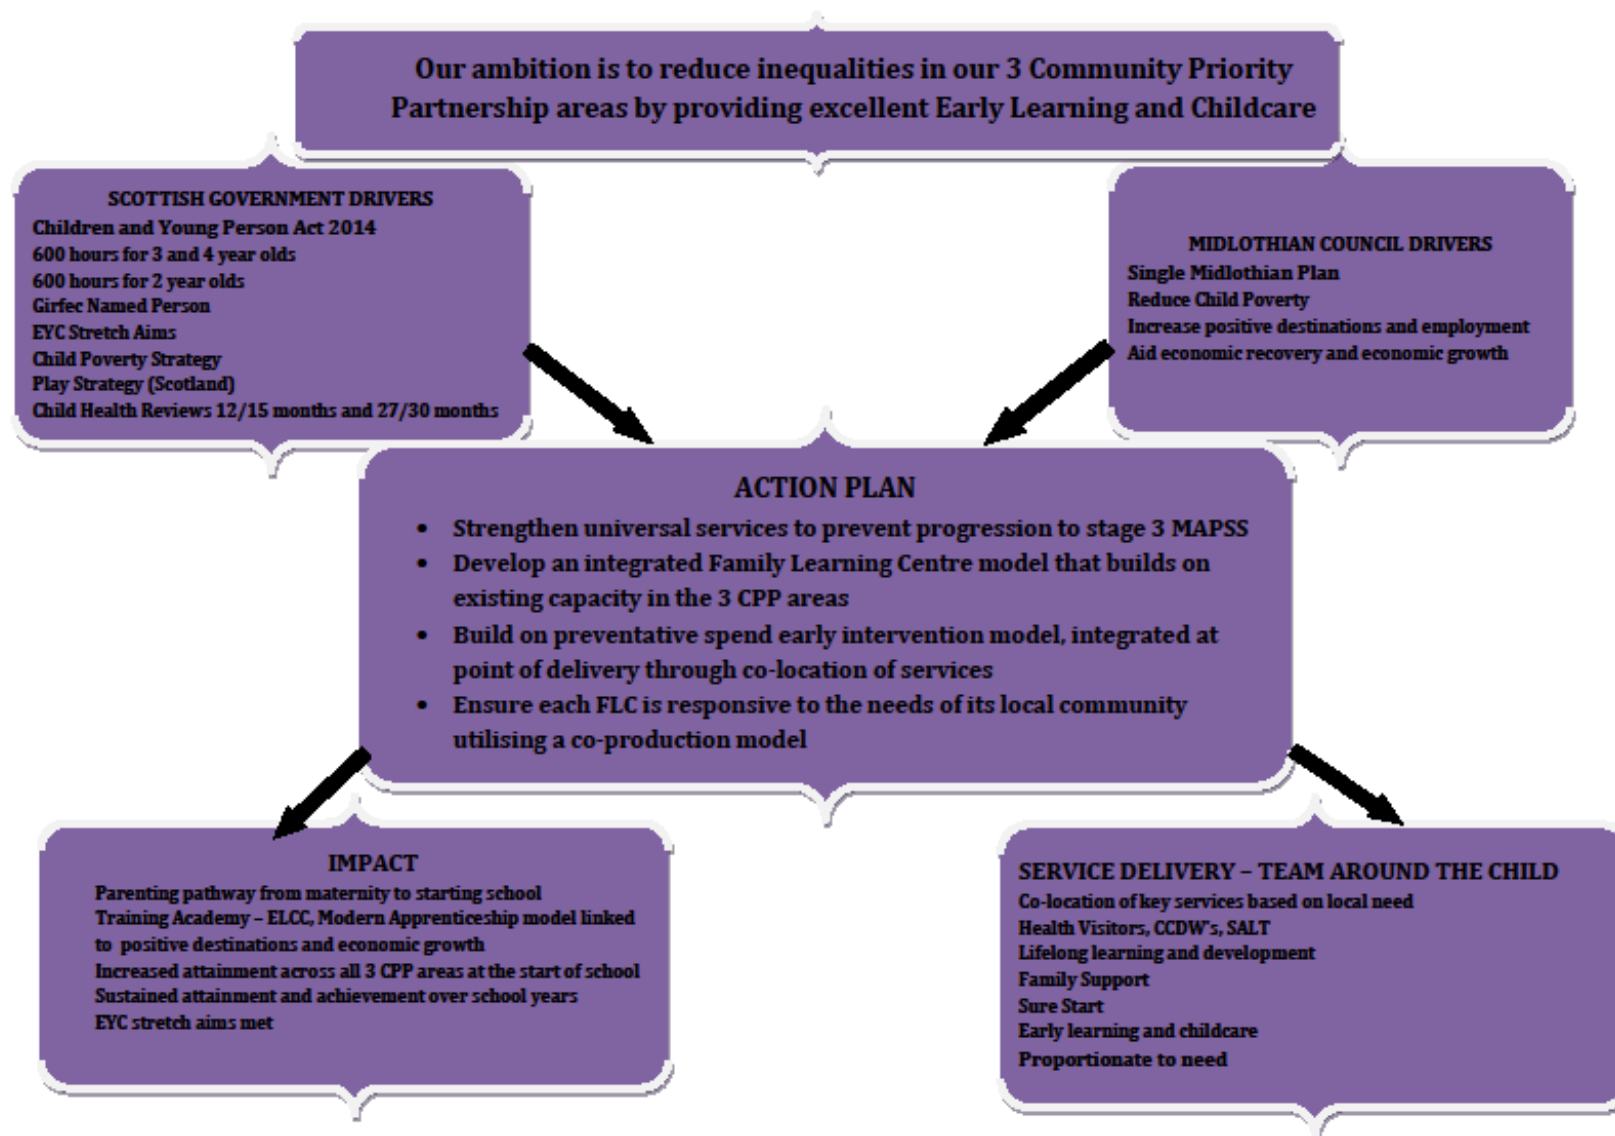 Our ambition is to reduce inequalities in our 3 Community Priority
Partnership areas by providing excellent Early Learning and Childcare
SCOTTISH GOVERNMENT DRIVERS
Children and Young Person Act 2014
600 hours for 3 and 4 year olds
600 hours for 2 year olds
Girfec Named Person
EYC Stretch Aims
Child Poverty Strategy
Play Strategy (Scotland)
Child Health Reviews 12/15 months and 27/30 months
MIDLOTHIAN COUNCIL DRIVERS
Single Midlothian Plan
Reduce Child Poverty
Increase positive destinations and employment
Aid economic recovery and economic growth
ACTION PLAN
• Strengthen universal services to prevent progression to stage 3 MAPSS
• Develop an integrated Family Learning Centre model that builds on
existing capacity in the 3 CPP areas
• Build on preventative spend early intervention model, integrated at
point of delivery through co-location of services
• Ensure each FLC is responsive to the needs of its local community
utilising a co-production model
IMPACT
Parenting pathway from maternity to starting school
Training Academy – ELCC, Modern Apprenticeship model linked
to positive destinations and economic growth
Increased attainment across all 3 CPP areas at the start of school
Sustained attainment and achievement over school years
EYC stretch aims met
SERVICE DELIVERY – TEAM AROUND THE CHILD
Co-location of key services based on local need
Health Visitors, CCDW's, SALT
Lifelong learning and development
Family Support
Sure Start
Early learning and childcare
Proportionate to need